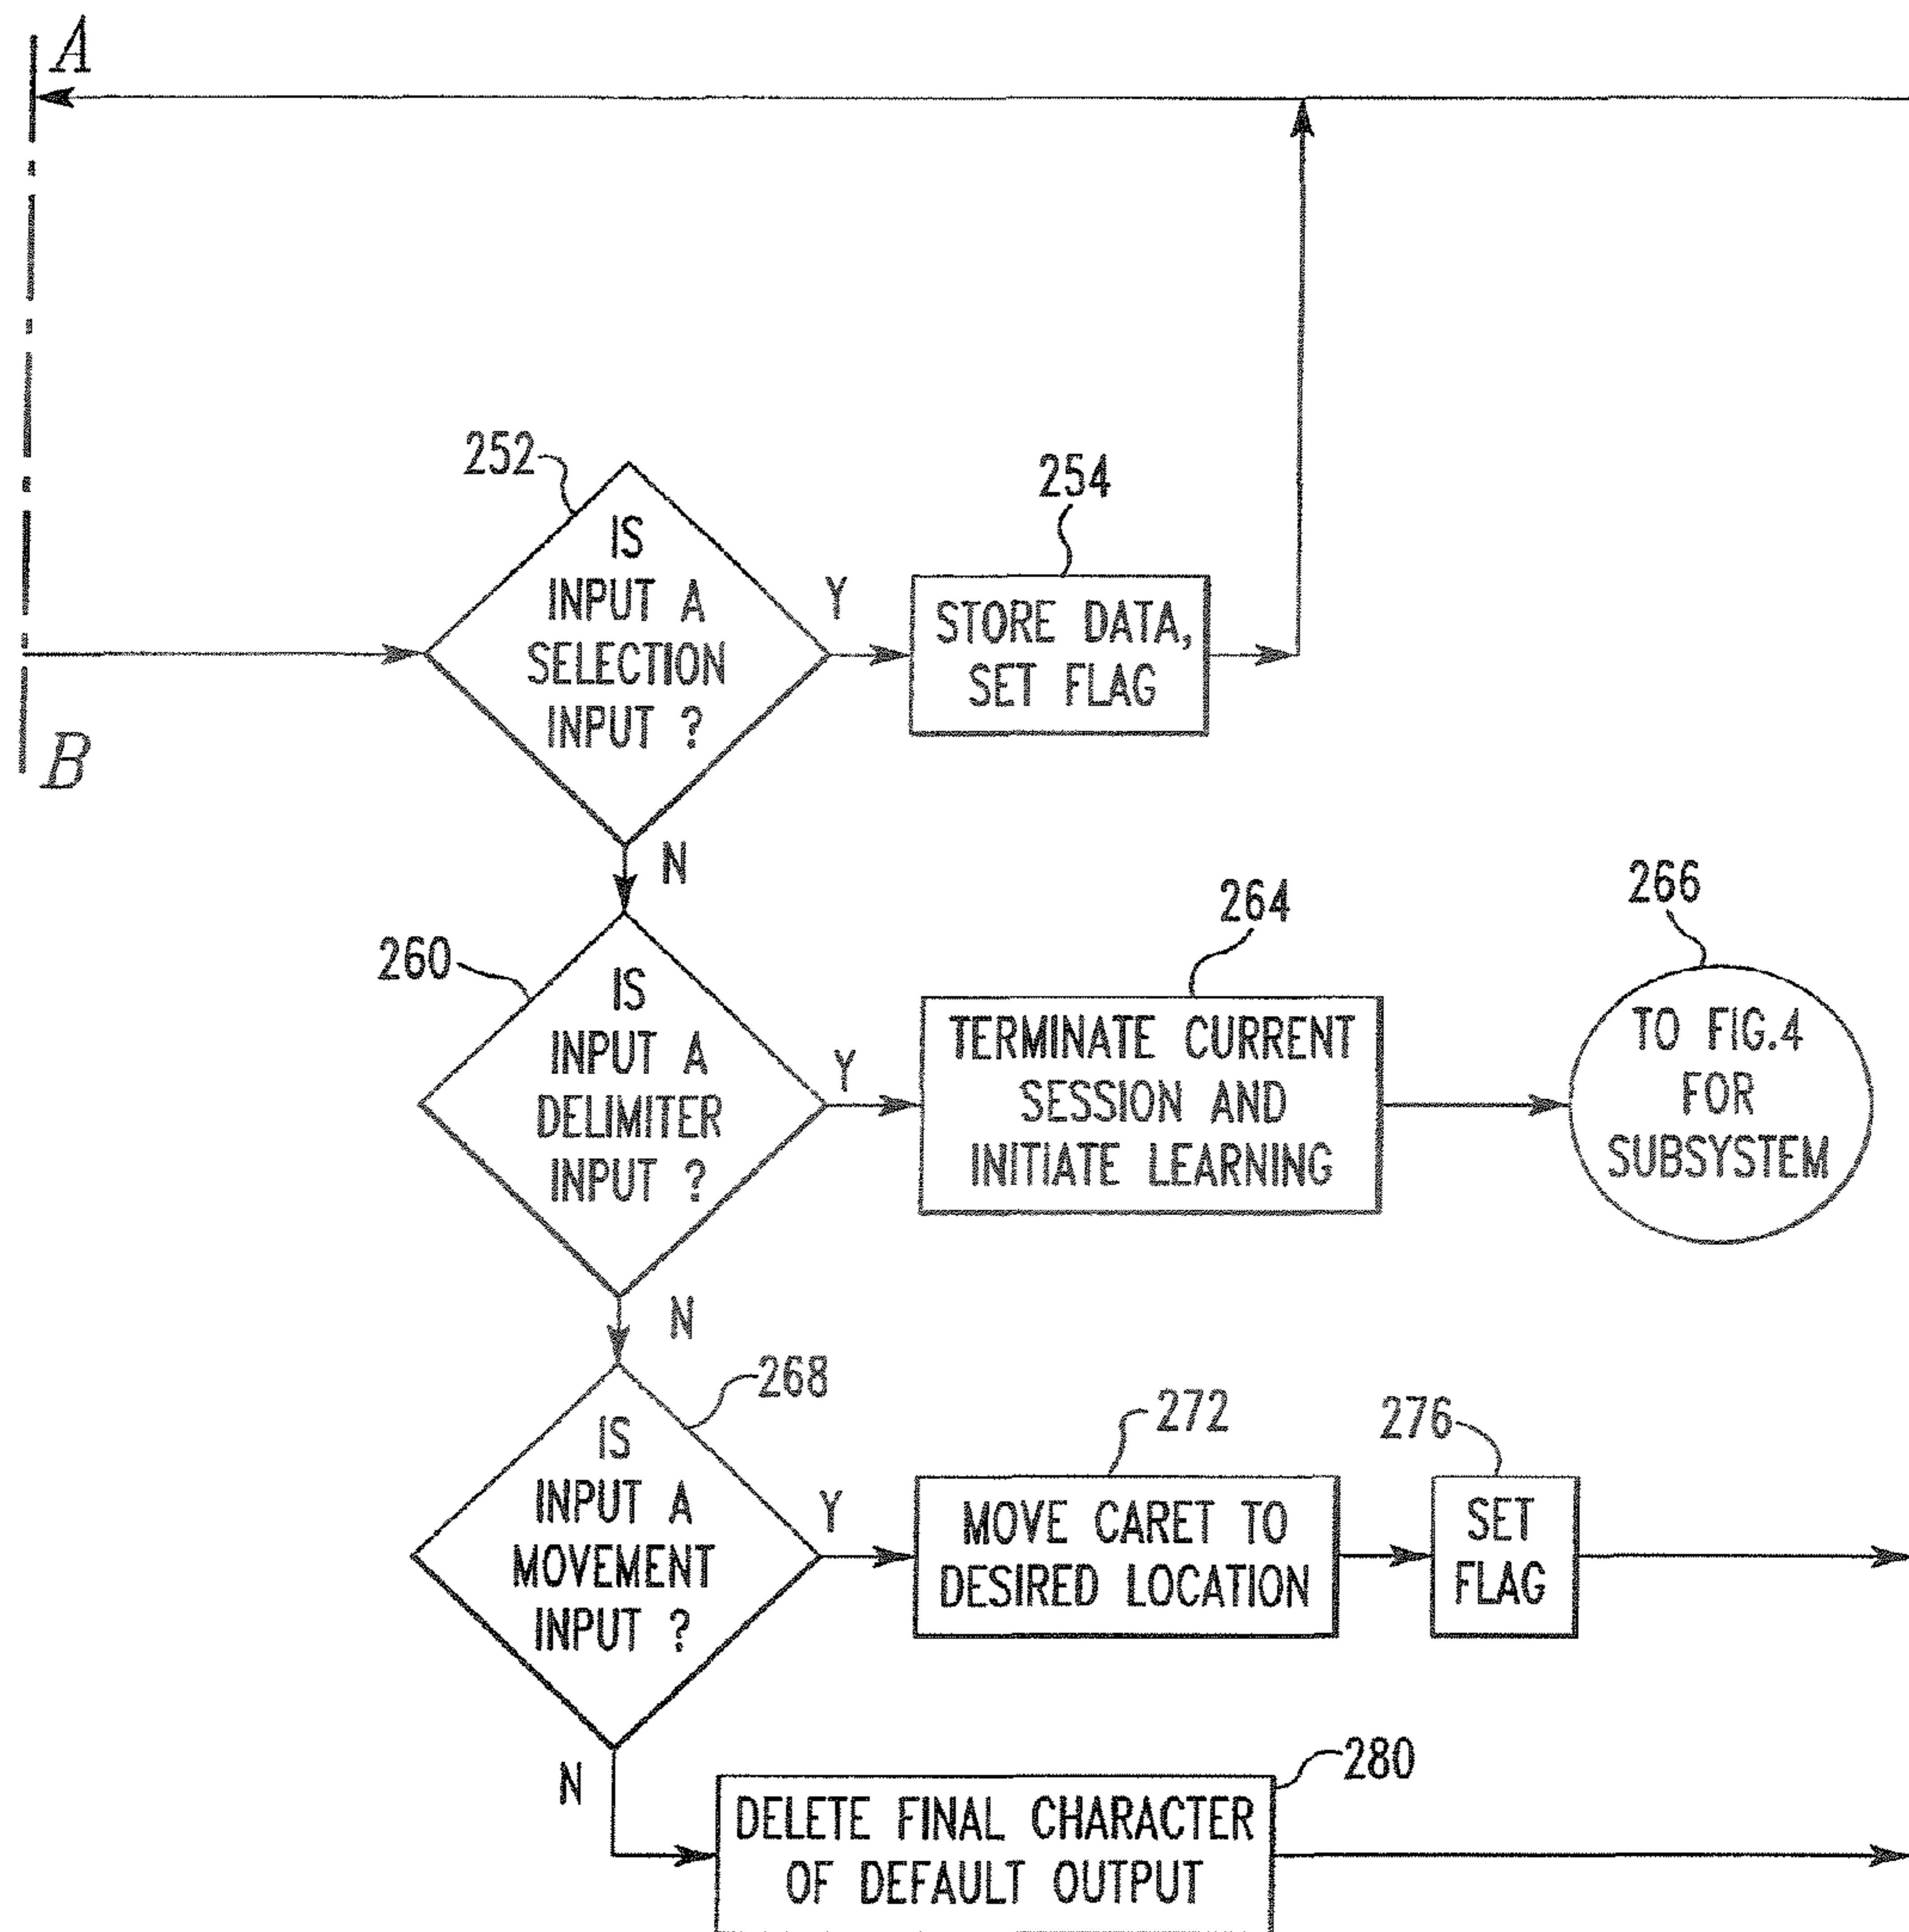 A
B
252
IS
INPUT A
SELECTION
INPUT ?
Y
N
254
STORE DATA,
SET FLAG
260
IS
INPUT A
DELIMITER
INPUT ?
Y
N
264
TERMINATE CURRENT
SESSION AND
INITIATE LEARNING
266
TO FIG.4
FOR
SUBSYSTEM
268
IS
INPUT A
MOVEMENT
INPUT ?
Y
N
272
MOVE CARET TO
DESIRED LOCATION
276
SET
FLAG
280
DELETE FINAL CHARACTER
OF DEFAULT OUTPUT